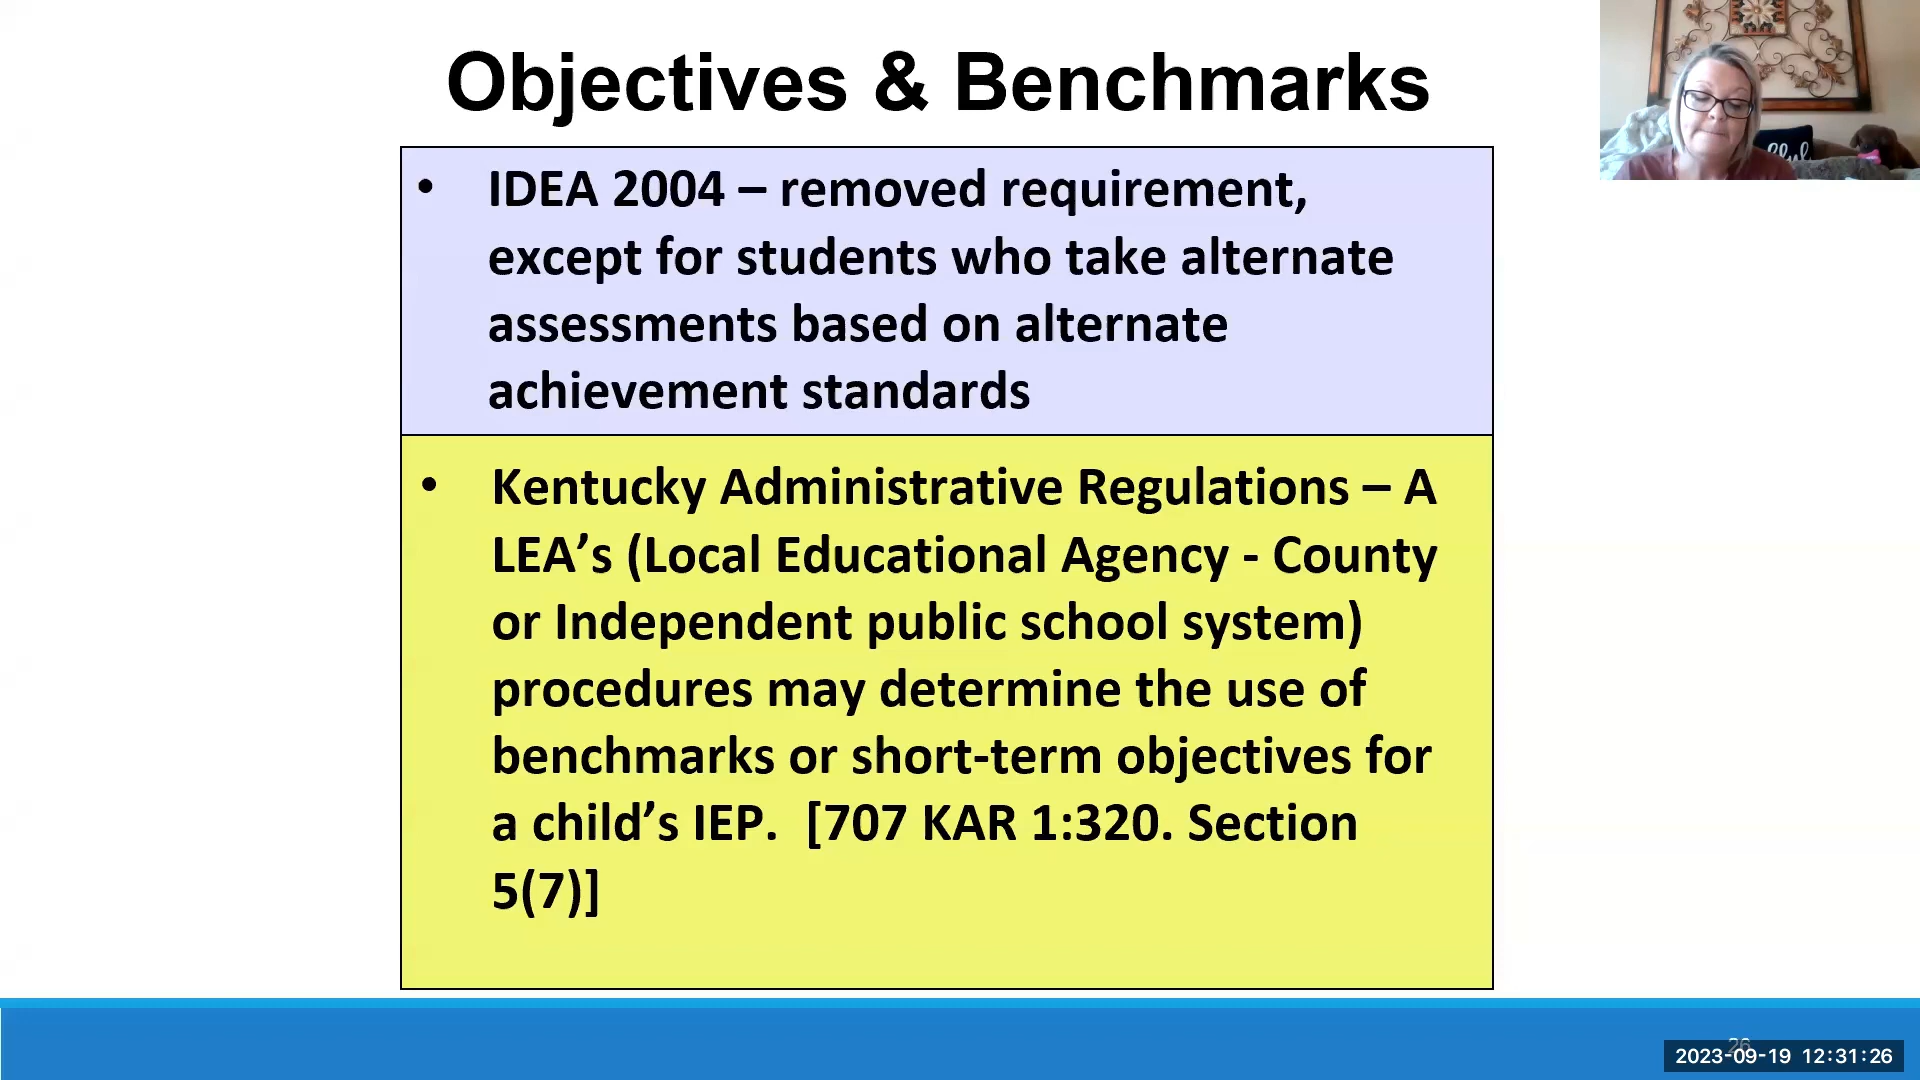 Objectives & Benchmarks
• IDEA 2004 – removed requirement,
except for students who take alternate
assessments based on alternate
achievement standards
• Kentucky Administrative Regulations – A
LEA’s (Local Educational Agency - County
or Independent public school system)
procedures may determine the use of
benchmarks or short-term objectives for
a child’s IEP.  [707 KAR 1:320. Section
5(7)]
2023-09-19 12:31:26